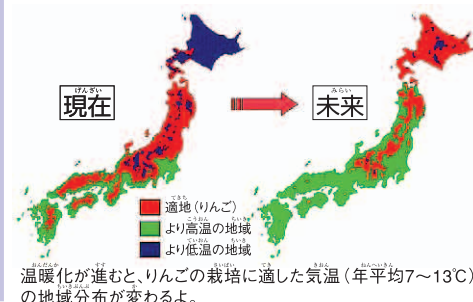 現在
未来
適地(りんご)
より高温の地域
より低温の地域
温暖化が進むと、りんごの栽培に適した気温(年平均7〜13℃)
の地域分布が変わるよ。